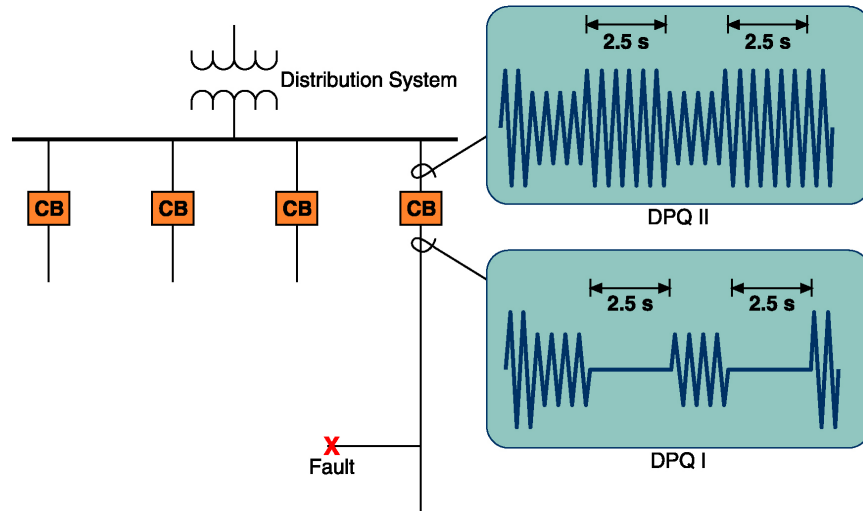 2.5 s 2.5 s
Distribution System
CB CB CB CB
DPQ II
2.5 s 2.5 s
X
Fault
DPQ I